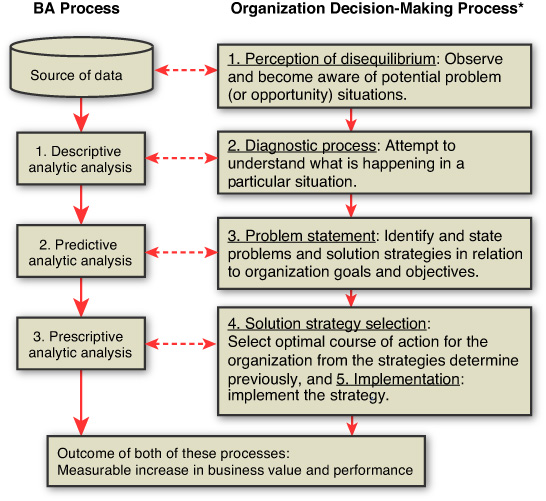 BA Process
Organization Decision-Making Process*
Source of data
1. Perception of disequilibrium: Observe
and become aware of potential problem
(or opportunity) situations.
1. Descriptive
analytic analysis
2. Diagnostic process: Attempt to
understand what is happening in a
particular situation.
2. Predictive
analytic analysis
3. Problem statement: Identify and state
problems and solution strategies in relation
to organization goals and objectives.
3. Prescriptive
analytic analysis
4. Solution strategy selection:
Select optimal course of action for the
organization from the strategies determine
previously, and 5. Implementation:
implement the strategy.
Outcome of both of these processes:
Measurable increase in business value and performance